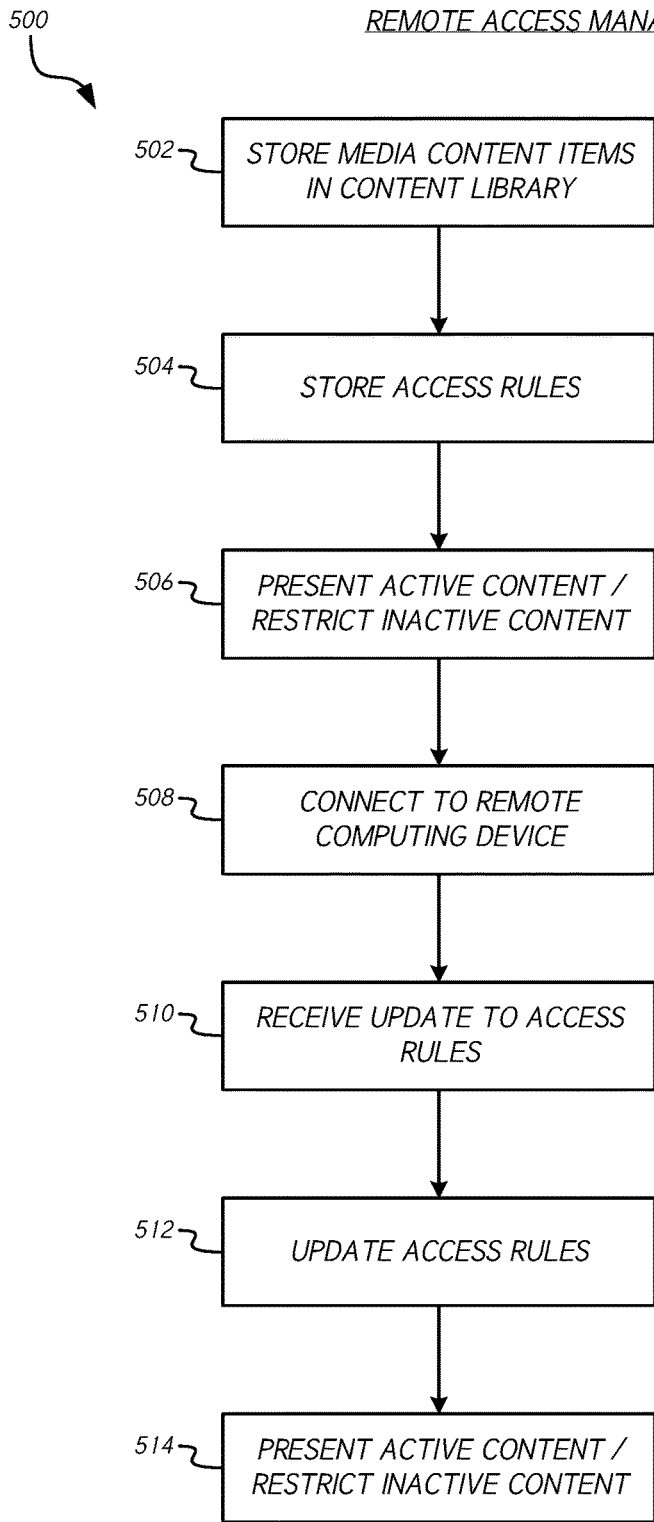 500
REMOTE ACCESS
502
STORE MEDIA CONTENT ITEMS
IN CONTENT LIBRARY
504
STORE ACCESS RULES
506
PRESENT ACTIVE CONTENT /
RESTRICT INACTIVE CONTENT
508
CONNECT TO REMOTE
COMPUTING DEVICE
510
RECEIVE UPDATE TO ACCESS
RULES
512
UPDATE ACCESS RULES
514
PRESENT ACTIVE CONTENT /
RESTRICT INACTIVE CONTENT